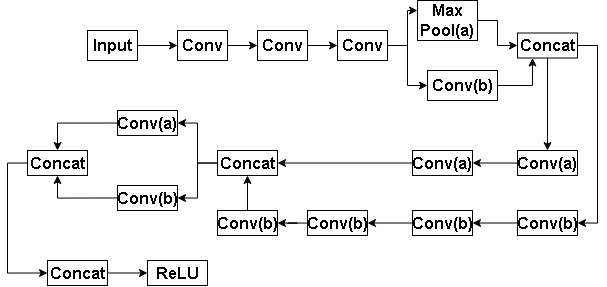 Max
Pool(a)
Input
Conv
Conv
Conv
Concat
Conv(b)
Conv(a)
Concat
Concat
Conv(a)
Conv(a)
Conv(b)
Conv(b)
Conv(b)
Conv(b)
Conv(b)
Concat
ReLU